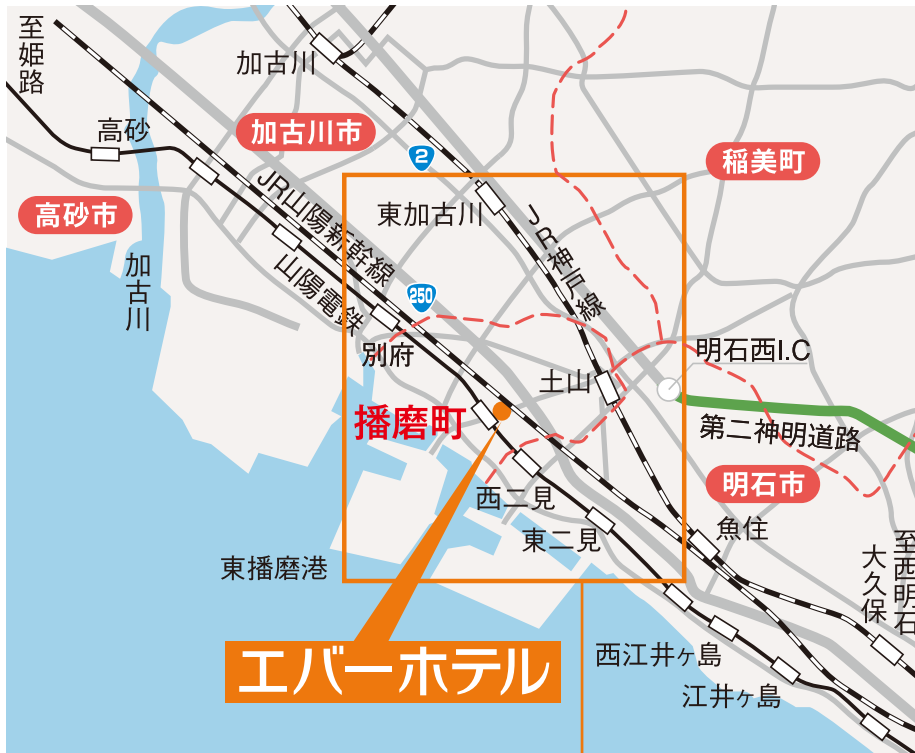 至姫路
加古川
高砂
加古川市
2
稲美町
高砂市
東加古川
JR山陽新幹線
JR神戸線
加古川
山陽電鉄
250
別府
明石西I.C
土山
播磨町
第二神明道路
明石市
西二見
東二見
魚住
至西明石
大久保
東播磨港
エバーホテル
西江井ヶ島
江井ヶ島